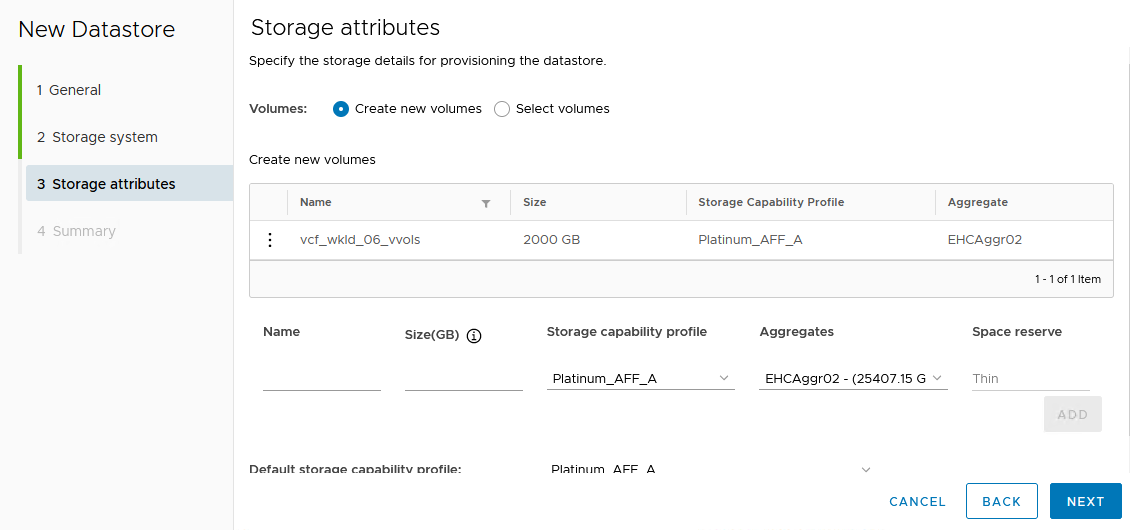 New Datastore
1 General
2 Storage system
3 Storage attributes
4 Summary
Storage attributes
Specify the storage details for provisioning the datastore.
Volumes: Create new volumes Select volumes
Create new volumes
Name Size Storage Capability Profile Aggregate
vcf_wkld_06_vvols 2000 GB Platinum_AFF_A EHCAggr02
1 - 1 of 1 Item
Name Size(GB) Storage capability profile Aggregates Space reserve
Platinum_AFF_A EHCAggr02 - (25407.15 G Thin
ADD
Default storage capability profile: Platinum_AFF_A
CANCEL BACK NEXT